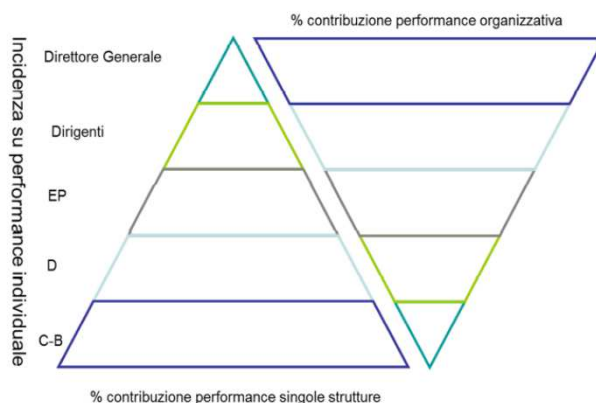 % contribuzione performance organizzativa
Incidenza su performance individuale
Direttore Generale
Dirigenti
EP
D
C-B
% contribuzione performance singole strutture